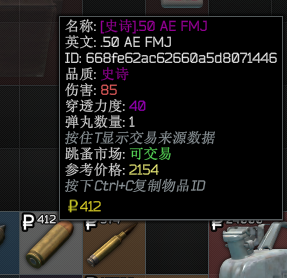 名称: [史诗].50 AE FMJ
英文: .50 AE FMJ
ID: 668fe62ac62660a5d8071446
品质: 史诗
伤害: 85
穿透力度: 40
弹丸数量: 1
按住T显示交易来源数据
跳蚤市场: 可交易
参考价格: 2154
按下Ctrl+C复制物品ID
₽412
₽412